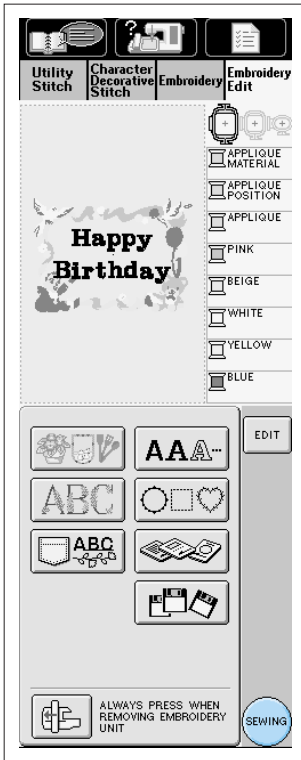 ?
Utility
Stitch
Character
Decorative
Stitch
Embroidery
Embroidery
Edit
Happy
Birthday
APPLIQUE
MATERIAL
APPLIQUE
POSITION
APPLIQUE
PINK
BEIGE
WHITE
YELLOW
BLUE
EDIT
AAA
ABC
ABC
ALWAYS PRESS WHEN
REMOVING EMBROIDERY
UNIT
SEWING